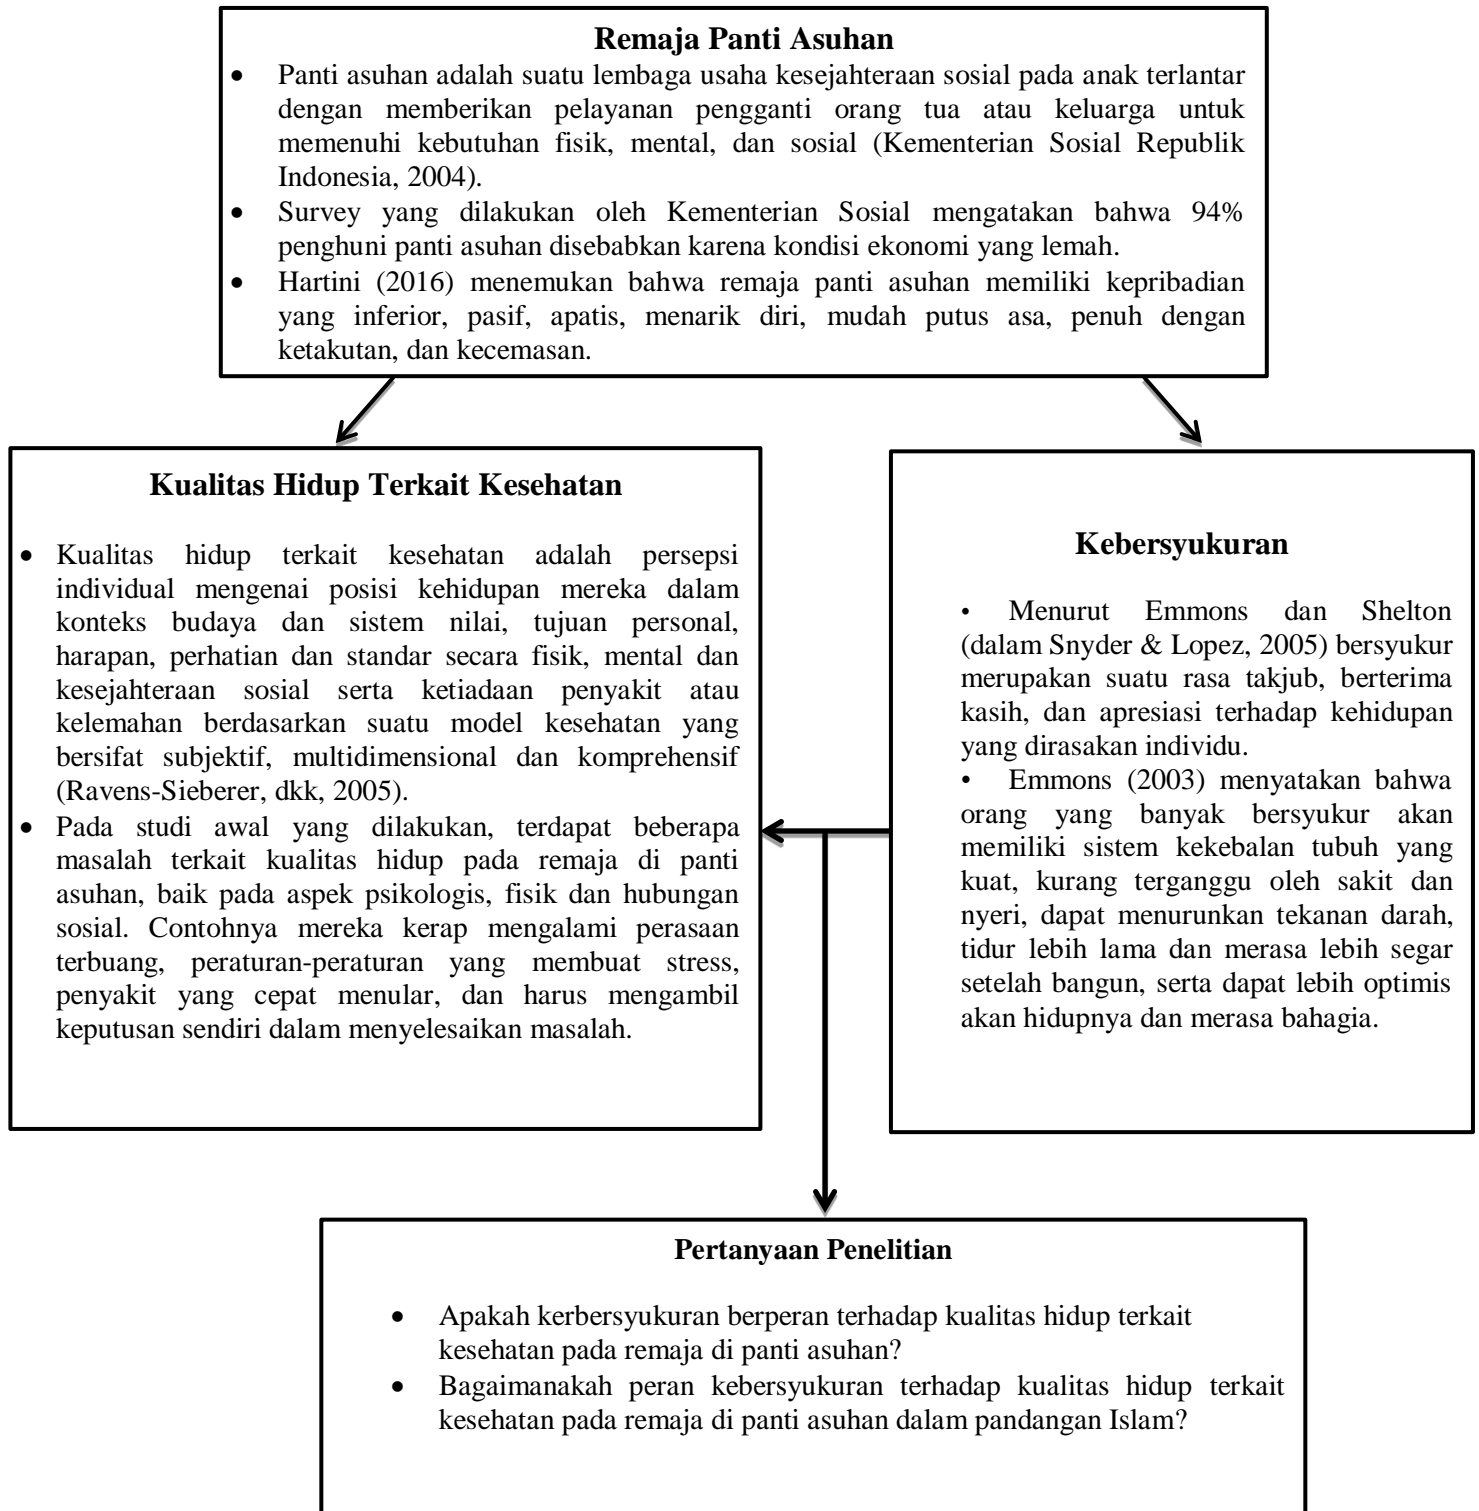 Remaja Panti Asuhan
• Panti asuhan adalah suatu lembaga usaha kesejahteraan sosial pada anak terlantar
dengan memberikan pelayanan pengganti orang tua atau keluarga untuk
memenuhi kebutuhan fisik, mental, dan sosial (Kementerian Sosial Republik
Indonesia, 2004).
• Survey yang dilakukan oleh Kementerian Sosial mengatakan bahwa 94%
penghuni panti asuhan disebabkan karena kondisi ekonomi yang lemah.
• Hartini (2016) menemukan bahwa remaja panti asuhan memiliki kepribadian
yang inferior, pasif, apatis, menarik diri, mudah putus asa, penuh dengan
ketakutan, dan kecemasan.
Kualitas Hidup Terkait Kesehatan
• Kualitas hidup terkait kesehatan adalah persepsi
individual mengenai posisi kehidupan mereka dalam
konteks budaya dan sistem nilai, tujuan personal,
harapan, perhatian dan standar secara fisik, mental dan
kesejahteraan sosial serta ketiadaan penyakit atau
kelemahan berdasarkan suatu model kesehatan yang
bersifat subjektif, multidimensional dan komprehensif
(Ravens-Sieberer, dkk, 2005).
• Pada studi awal yang dilakukan, terdapat beberapa
masalah terkait kualitas hidup pada remaja di panti
asuhan, baik pada aspek psikologis, fisik dan hubungan
sosial. Contohnya mereka kerap mengalami perasaan
terbuang, peraturan-peraturan yang membuat stress,
penyakit yang cepat menular, dan harus mengambil
keputusan sendiri dalam menyelesaikan masalah.
Kebersyukuran
• Menurut Emmons dan Shelton
(dalam Snyder & Lopez, 2005) bersyukur
merupakan suatu rasa takjub, berterima
kasih, dan apresiasi terhadap kehidupan
yang dirasakan individu.
• Emmons (2003) menyatakan bahwa
orang yang banyak bersyukur akan
memiliki sistem kekebalan tubuh yang
kuat, kurang terganggu oleh sakit dan
nyeri, dapat menurunkan tekanan darah,
tidur lebih lama dan merasa lebih segar
setelah bangun, serta dapat lebih optimis
akan hidupnya dan merasa bahagia.
Pertanyaan Penelitian
• Apakah kerbersyukuran berperan terhadap kualitas hidup terkait
kesehatan pada remaja di panti asuhan?
• Bagaimanakah peran kebersyukuran terhadap kualitas hidup terkait
kesehatan pada remaja di panti asuhan dalam pandangan Islam?